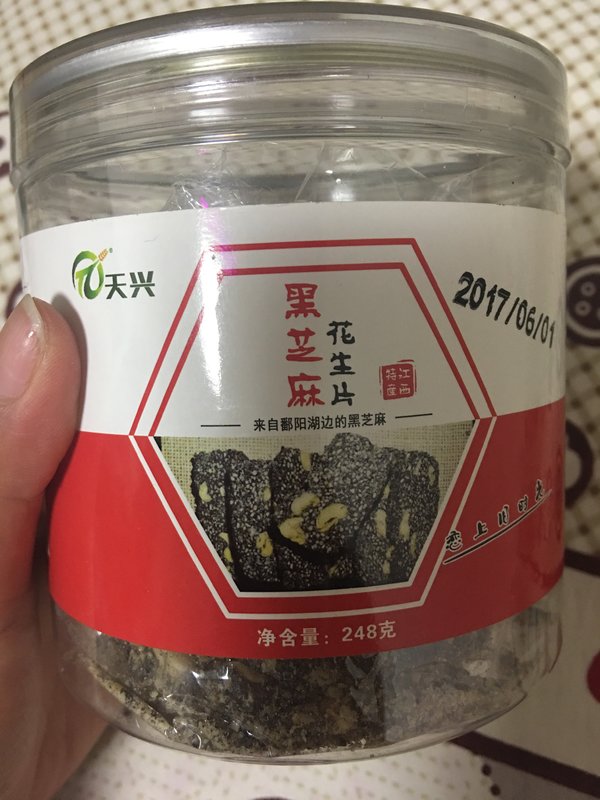 天兴
黑芝麻
花生片
江西
特产
2017/06/01
来自鄱阳湖边的黑芝麻
恋上旧时光
净含量：248克